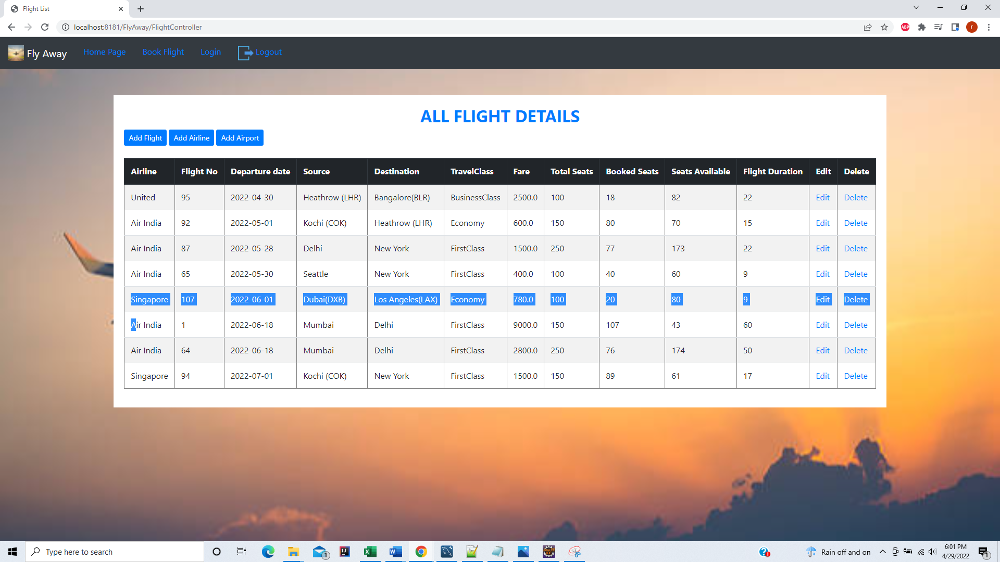 Flight List
localhost:8181/FlyAway/FlightController
ABP
r
Fly Away Home Page Book Flight Login Logout
ALL FLIGHT DETAILS
Add Flight Add Airline Add Airport
Airline Flight No Departure date Source Destination TravelClass Fare Total Seats Booked Seats Seats Available Flight Duration Edit Delete
United 95 2022-04-30 Heathrow (LHR) Bangalore(BLR) BusinessClass 2500.0 100 18 82 22 Edit Delete
Air India 92 2022-05-01 Kochi (COK) Heathrow (LHR) Economy 600.0 150 80 70 15 Edit Delete
Air India 87 2022-05-28 Delhi New York FirstClass 1500.0 250 77 173 22 Edit Delete
Air India 65 2022-05-30 Seattle New York FirstClass 400.0 100 40 60 9 Edit Delete
Singapore 107 2022-06-01 Dubai(DXB) Los Angeles(LAX) Economy 780.0 100 20 80 9 Edit Delete
Air India 1 2022-06-18 Mumbai Delhi FirstClass 9000.0 150 107 43 60 Edit Delete
Air India 64 2022-06-18 Mumbai Delhi FirstClass 2800.0 250 76 174 50 Edit Delete
Singapore 94 2022-07-01 Kochi (COK) New York FirstClass 1500.0 150 89 61 17 Edit Delete
Type here to search
1
IJ
Rain off and on
6:01 PM
4/29/2022
1